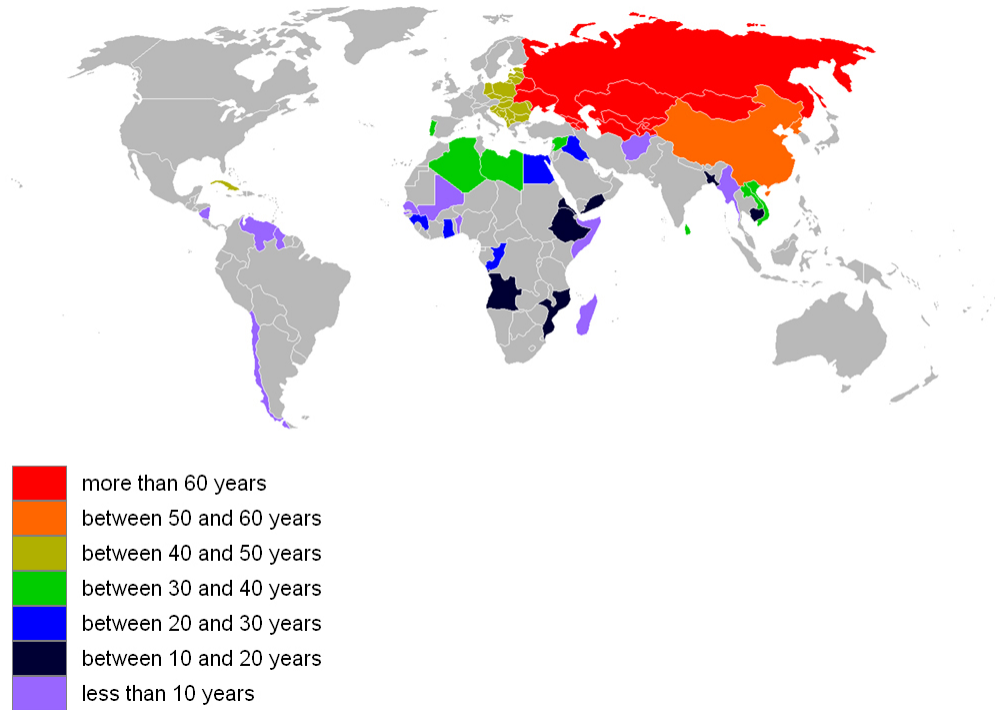 more than 60 years
between 50 and 60 years
between 40 and 50 years
between 30 and 40 years
between 20 and 30 years
between 10 and 20 years
less than 10 years